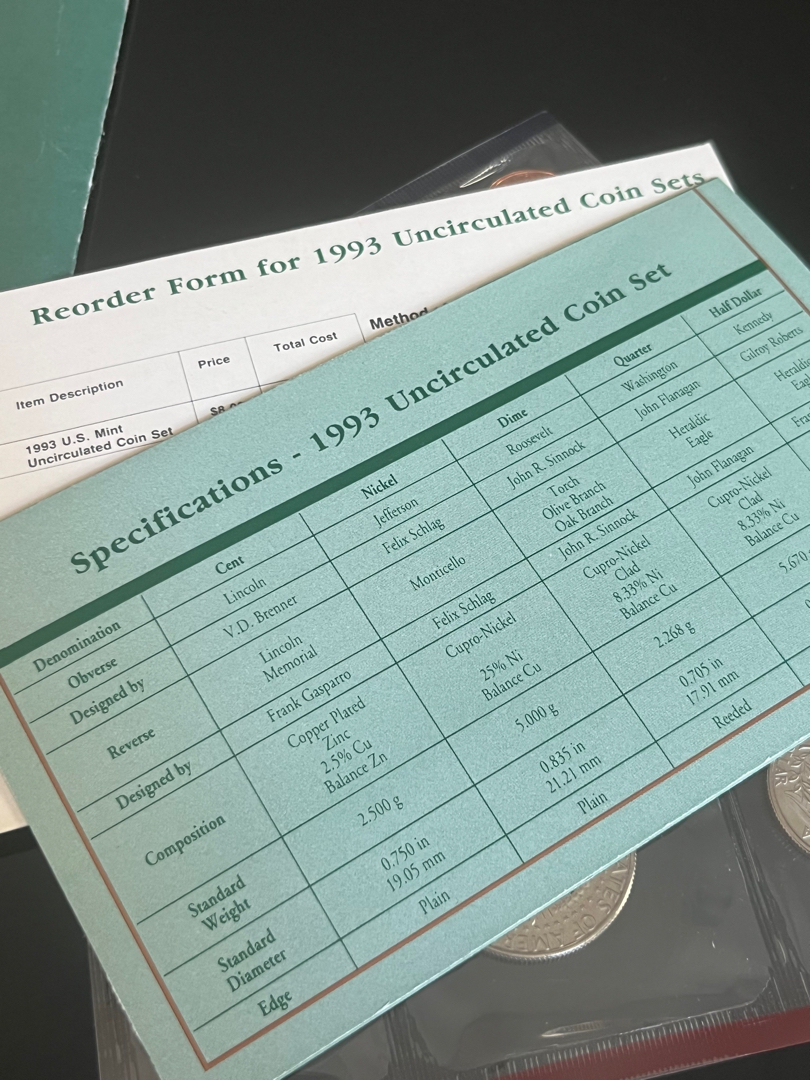 Reorder Form for 1993 Uncirculated Coin Sets
Item Description Price Total Cost Method
1993 U.S. Mint
Uncirculated Coin Set
Specifications - 1993 Uncirculated Coin Set
Denomination Cent Nickel Dime Quarter Half Dollar
Obverse Lincoln Jefferson Roosevelt Washington Kennedy
Designed by V.D. Brenner Felix Schlag John R. Sinnock John Flanagan Gilroy Roberts
Reverse Lincoln Monticello Torch Heraldic Heraldic
Memorial Olive Branch Eagle
Oak Branch
Designed by Frank Gasparro Felix Schlag John R. Sinnock John Flanagan
Composition Copper Plated Cupro-Nickel Cupro-Nickel Cupro-Nickel
Zinc Clad Clad
2.5% Cu 25% Ni 8.33% Ni 8.33% Ni
Balance Zn Balance Cu Balance Cu Balance Cu
Standard 2.500 g 5.000 g 2.268 g 5.670
Weight
Standard 0.750 in 0.835 in 0.705 in
Diameter 19.05 mm 21.21 mm 17.91 mm
Edge Plain Plain Reeded